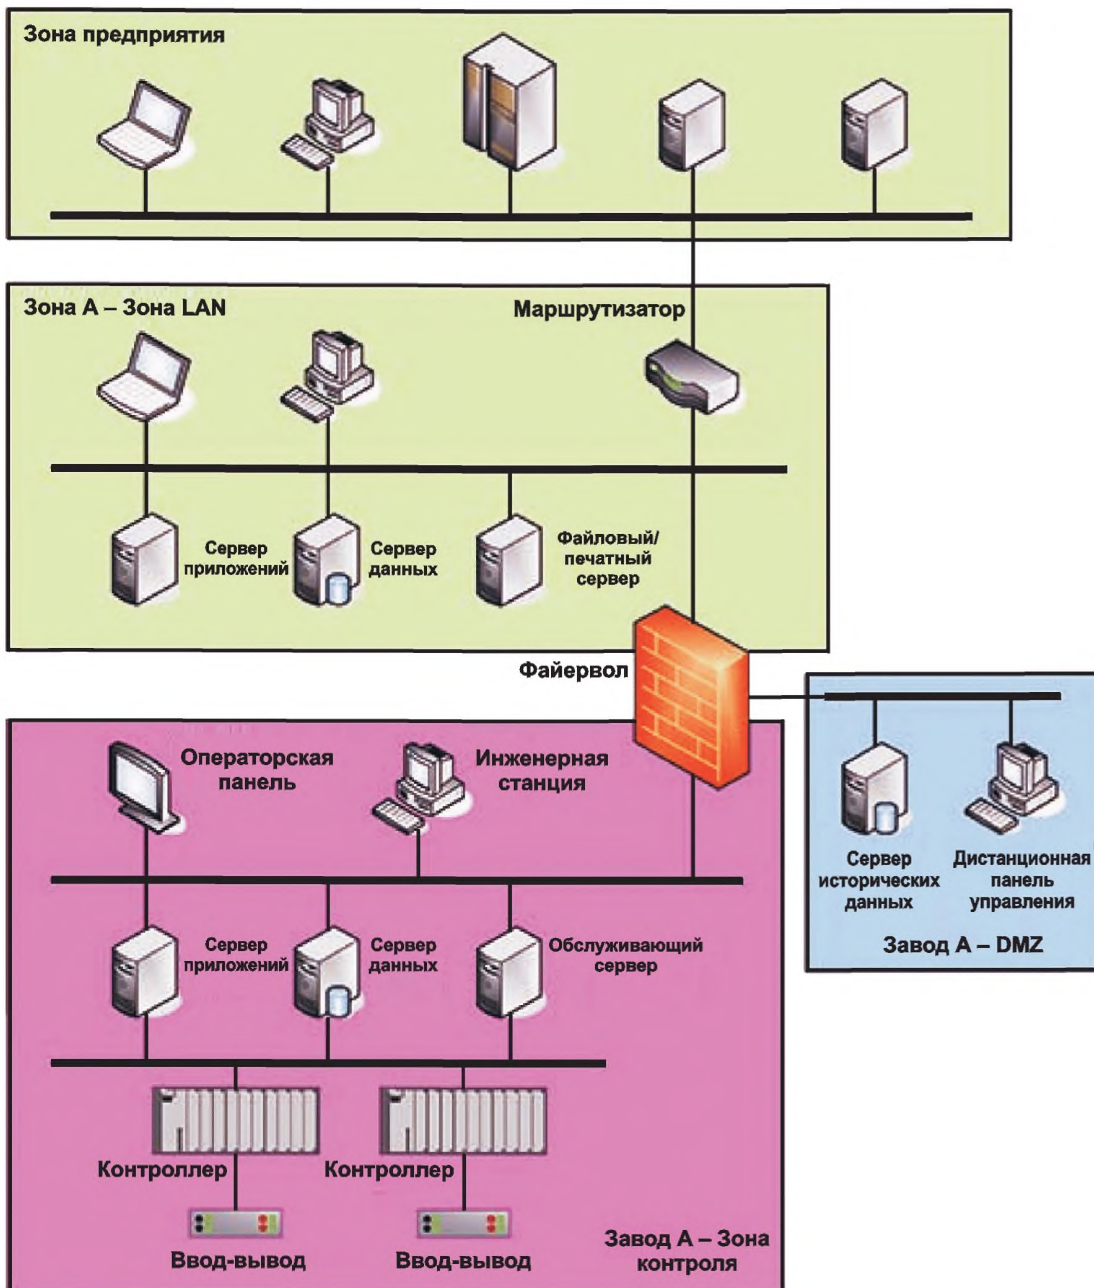 Зона предприятия
Зона А – Зона LAN
Маршрутизатор
Сервер
приложений
Сервер
данных
Файловый/
печатный
сервер
Файервол
Операторская
панель
Инженерная
станция
Сервер
исторических
данных
Дистанционная
панель
управления
Завод А – DMZ
Сервер
приложений
Сервер
данных
Обслуживающий
сервер
Контроллер
Контроллер
Ввод-вывод
Ввод-вывод
Завод А – Зона
контроля